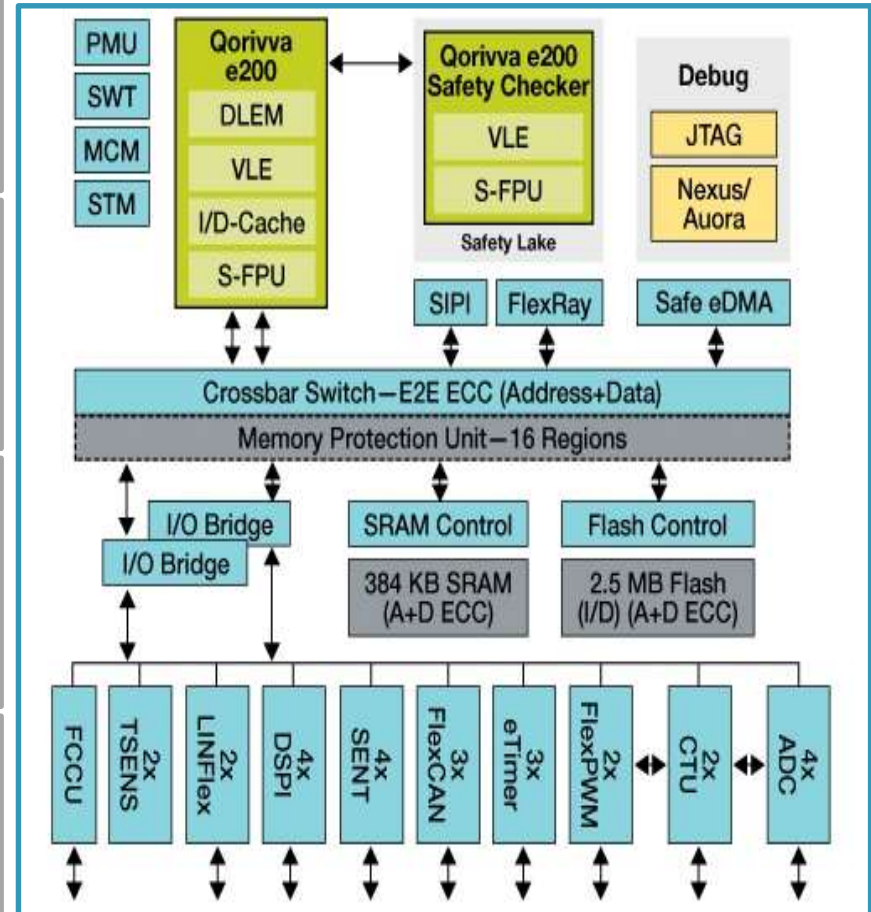 PMU
SWT
MCM
STM
Qorivva
e200
DLEM
VLE
I/D-Cache
S-FPU
Qorivva e200
Safety Checker
VLE
S-FPU
Safety Lake
Debug
JTAG
Nexus/
Auora
SIPI
FlexRay
Safe eDMA
Crossbar Switch—E2E ECC (Address+Data)
Memory Protection Unit—16 Regions
I/O Bridge
I/O Bridge
SRAM Control
384 KB SRAM
(A+D ECC)
Flash Control
2.5 MB Flash
(I/D) (A+D ECC)
FCCU
2x
TSENS
2x
LINFlex
4x
DSPI
4x
SENT
3x
FlexCAN
3x
eTimer
2x
FlexPWM
2x
CTU
4x
ADC